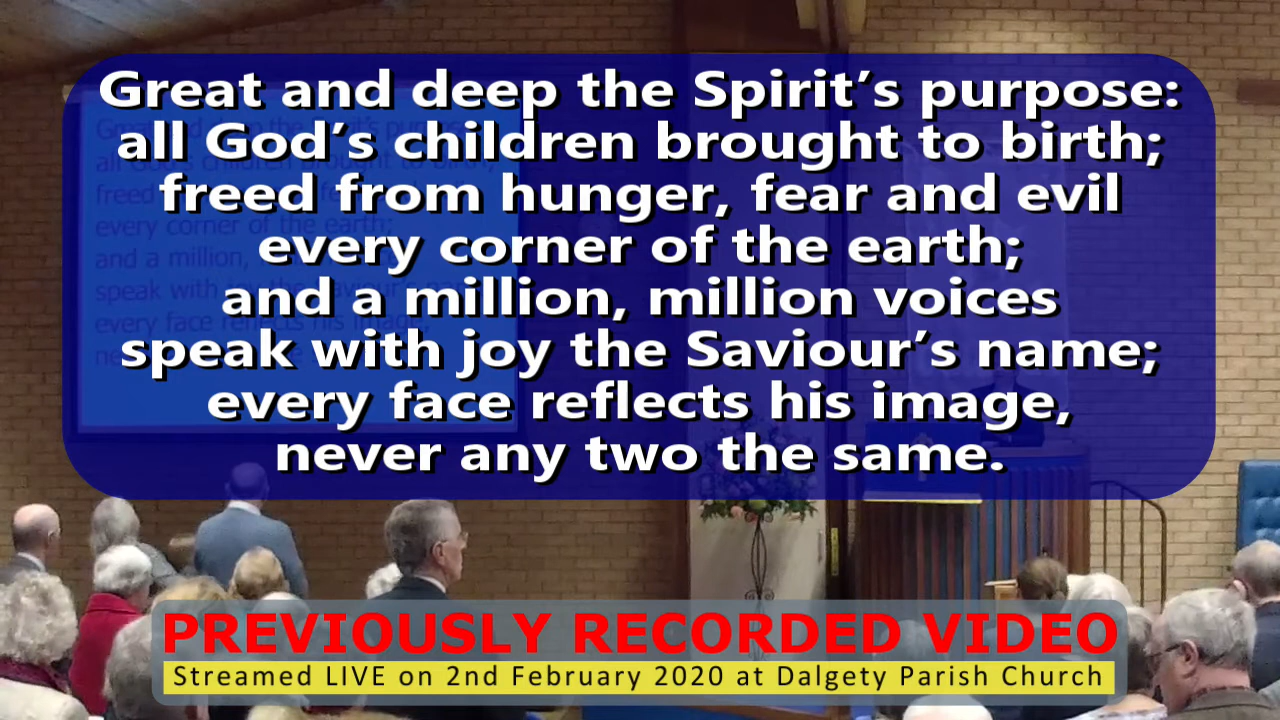 Great and deep the Spirit's purpose:
all God's children brought to birth;
freed from hunger, fear and evil
every corner of the earth;
and a million, million voices
speak with joy the Saviour's name;
every face reflects his image,
never any two the same.
PREVIOUSLY RECORDED VIDEO
Streamed LIVE on 2nd February 2020 at Dalgety Parish Church